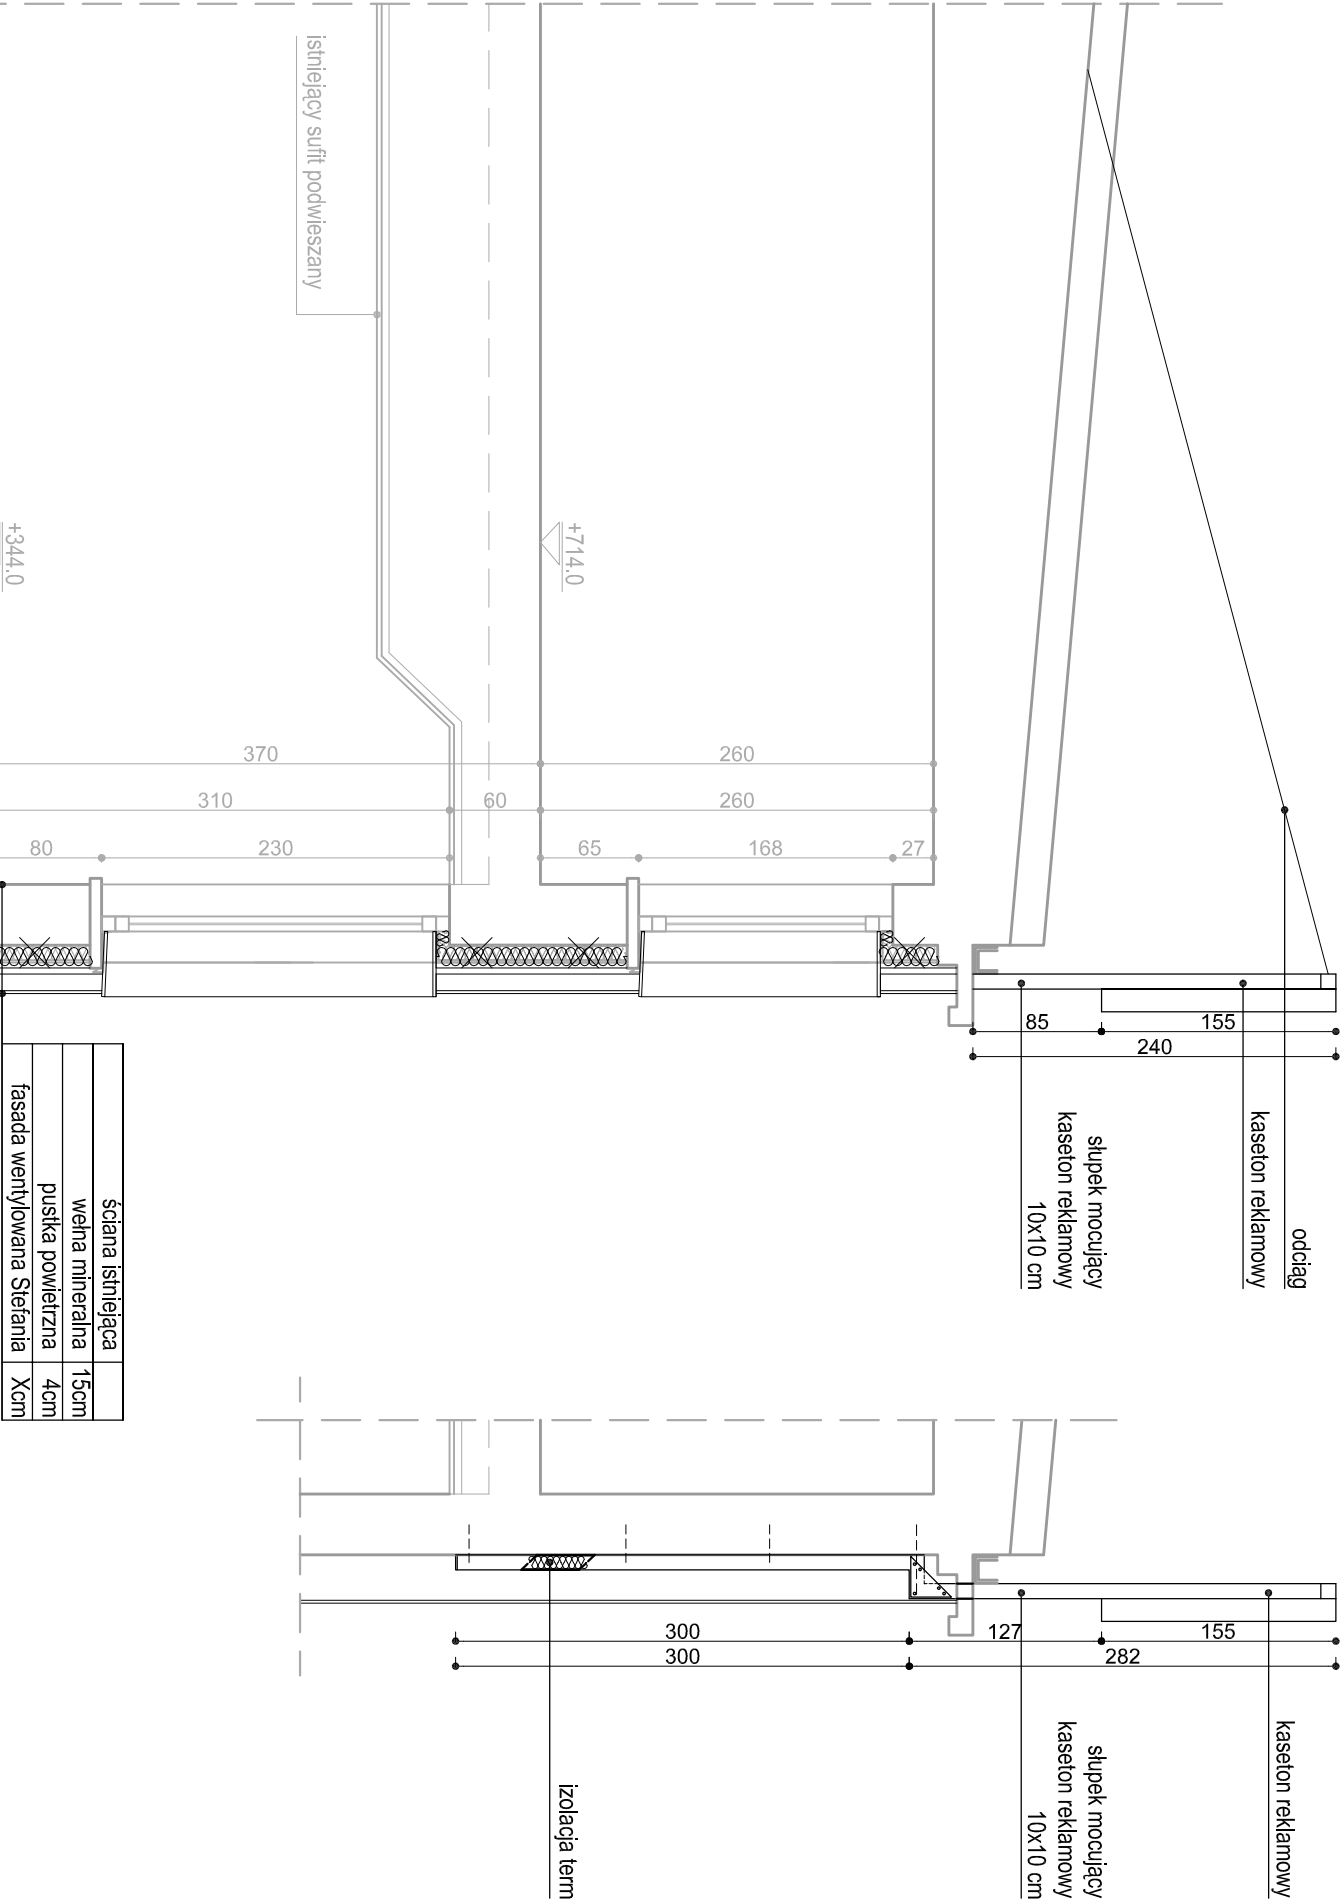 odciąg
kaseton reklamowy
słupek mocujący
kaseton reklamowy
10x10 cm
155
85
240
istniejący sufit podwieszany
+714.0
+344.0
370
260
310
60
260
80
230
65
168
27
ściana istniejąca
wełna mineralna 15cm
pustka powietrzna 4cm
fasada wentylowana Stefania Xcm
kaseton reklamowy
słupek mocujący
kaseton reklamowy
10x10 cm
155
127
300
282
300
izolacja term